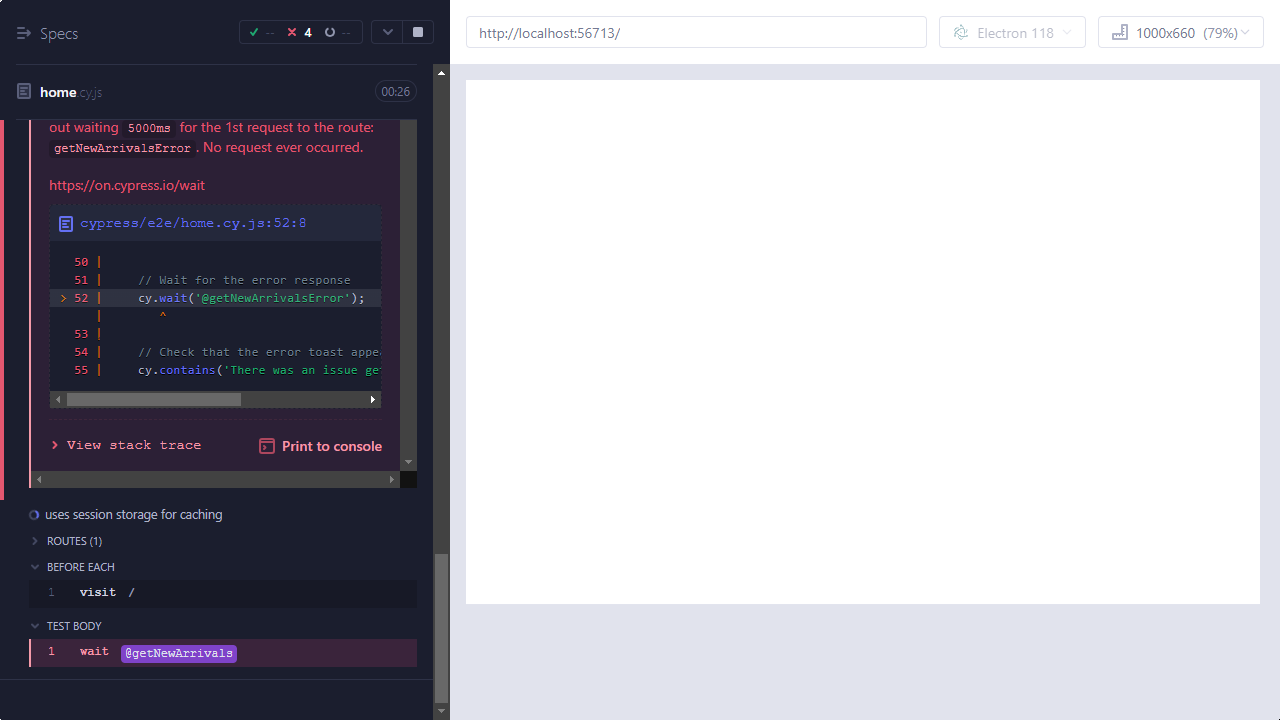 Specs
-- 4 --
http://localhost:56713/
Electron 118
1000x660 (79%)
home.cy.js
00:26
out waiting 5000ms for the 1st request to the route:
getNewArrivalsError . No request ever occurred.
https://on.cypress.io/wait
cypress/e2e/home.cy.js:52:8
50 |
51 | // Wait for the error response
> 52 | cy.wait('@getNewArrivalsError');
| ^
53 |
54 | // Check that the error toast appea
55 | cy.contains('There was an issue get
> View stack trace
Print to console
uses session storage for caching
ROUTES (1)
BEFORE EACH
1 visit /
TEST BODY
1 wait @getNewArrivals